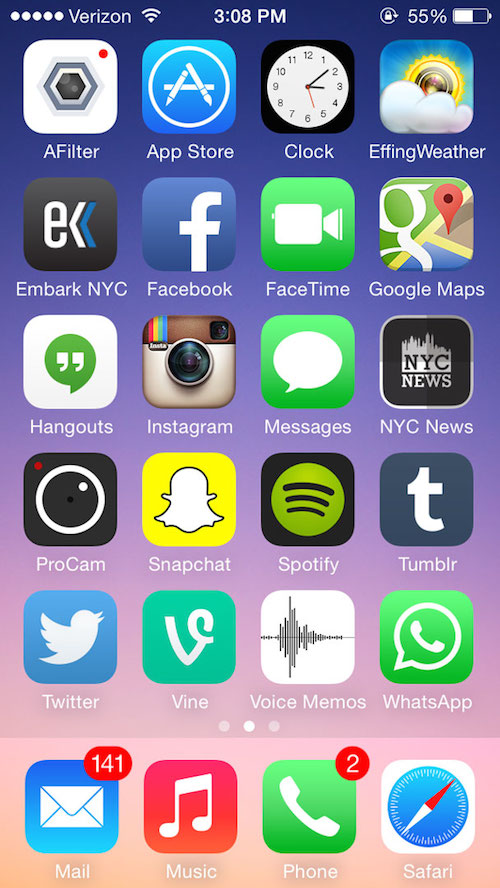 Verizon 3:08 PM 55%
AFilter App Store Clock EffingWeather
ek
f
Embark NYC Facebook FaceTime Google Maps
g
Insta
NYC
NEWS
Hangouts Instagram Messages NYC News
t
ProCam Snapchat Spotify Tumblr
Twitter Vine Voice Memos WhatsApp
141 2
Mail Music Phone Safari